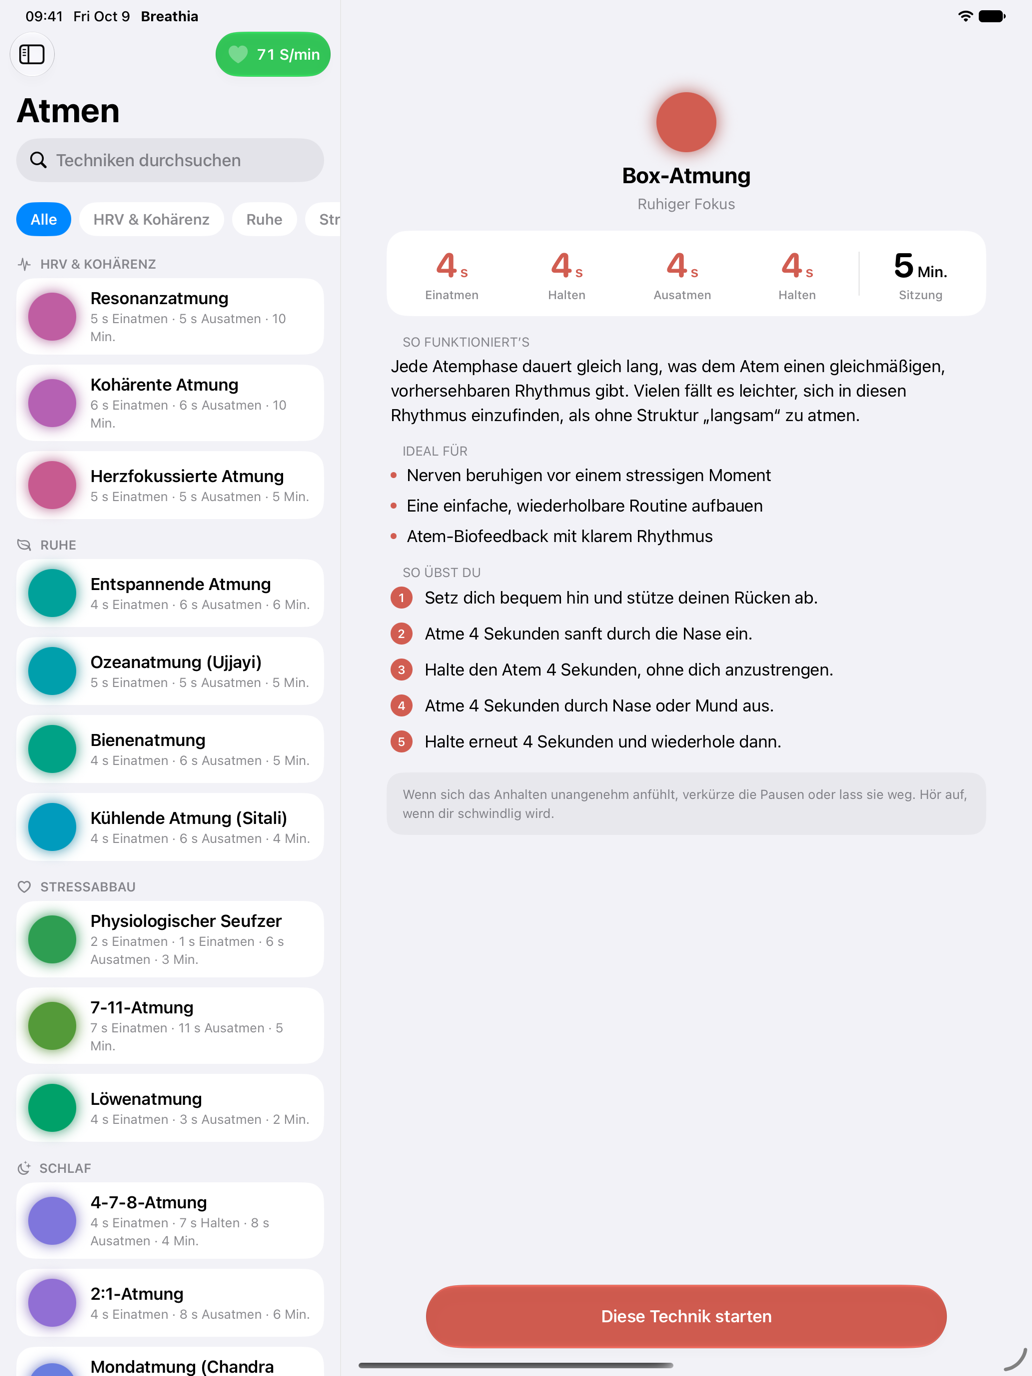 09:41 Fri Oct 9 Breathia
71 S/min
Atmen
Techniken durchsuchen
Alle
HRV & Kohärenz
Ruhe
Str
HRV & KOHÄRENZ
Resonanzatmung
5 s Einatmen · 5 s Ausatmen · 10
Min.
Kohärente Atmung
6 s Einatmen · 6 s Ausatmen · 10
Min.
Herzfokussierte Atmung
5 s Einatmen · 5 s Ausatmen · 5 Min.
RUHE
Entspannende Atmung
4 s Einatmen · 6 s Ausatmen · 6 Min.
Ozeanatmung (Ujjayi)
5 s Einatmen · 5 s Ausatmen · 5 Min.
Bienenatmung
4 s Einatmen · 6 s Ausatmen · 5 Min.
Kühlende Atmung (Sitali)
4 s Einatmen · 6 s Ausatmen · 4 Min.
STRESSABBAU
Physiologischer Seufzer
2 s Einatmen · 1 s Einatmen · 6 s
Ausatmen · 3 Min.
7-11-Atmung
7 s Einatmen · 11 s Ausatmen · 5
Min.
Löwenatmung
4 s Einatmen · 3 s Ausatmen · 2 Min.
SCHLAF
4-7-8-Atmung
4 s Einatmen · 7 s Halten · 8 s
Ausatmen · 4 Min.
2:1-Atmung
4 s Einatmen · 8 s Ausatmen · 6 Min.
Mondatmung (Chandra
Box-Atmung
Ruhiger Fokus
4 s
Einatmen
4 s
Halten
4 s
Ausatmen
4 s
Halten
5 Min.
Sitzung
SO FUNKTIONIERT’S
Jede Atemphase dauert gleich lang, was dem Atem einen gleichmäßigen,
vorhersehbaren Rhythmus gibt. Vielen fällt es leichter, sich in diesen
Rhythmus einzufinden, als ohne Struktur „langsam“ zu atmen.
IDEAL FÜR
• Nerven beruhigen vor einem stressigen Moment
• Eine einfache, wiederholbare Routine aufbauen
• Atem-Biofeedback mit klarem Rhythmus
SO ÜBST DU
1 Setz dich bequem hin und stütze deinen Rücken ab.
2 Atme 4 Sekunden sanft durch die Nase ein.
3 Halte den Atem 4 Sekunden, ohne dich anzustrengen.
4 Atme 4 Sekunden durch Nase oder Mund aus.
5 Halte erneut 4 Sekunden und wiederhole dann.
Wenn sich das Anhalten unangenehm anfühlt, verkürze die Pausen oder lass sie weg. Hör auf,
wenn dir schwindlig wird.
Diese Technik starten